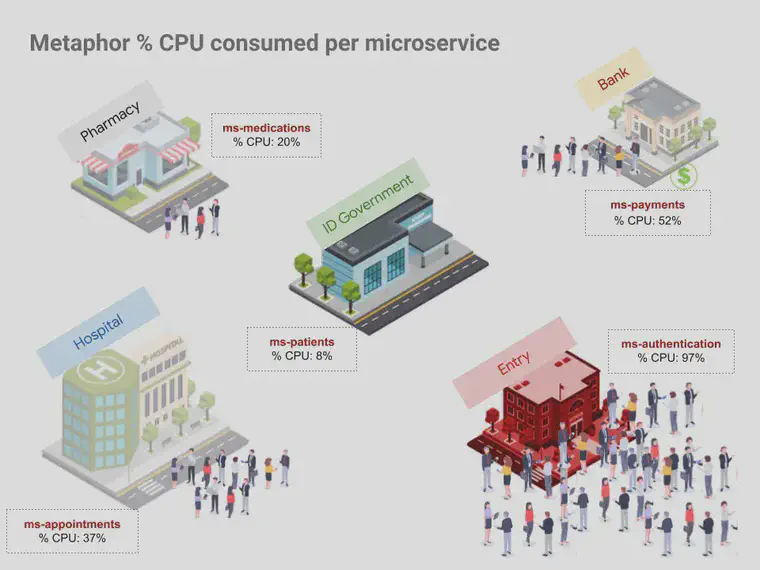 Metaphor % CPU consumed per microservice
Pharmacy
ms-medications
% CPU: 20%
Bank
$
ms-payments
% CPU: 52%
ID Government
ms-patients
% CPU: 8%
Hospital
H
HOSPITAL
ms-appointments
% CPU: 37%
Entry
ms-authentication
% CPU: 97%